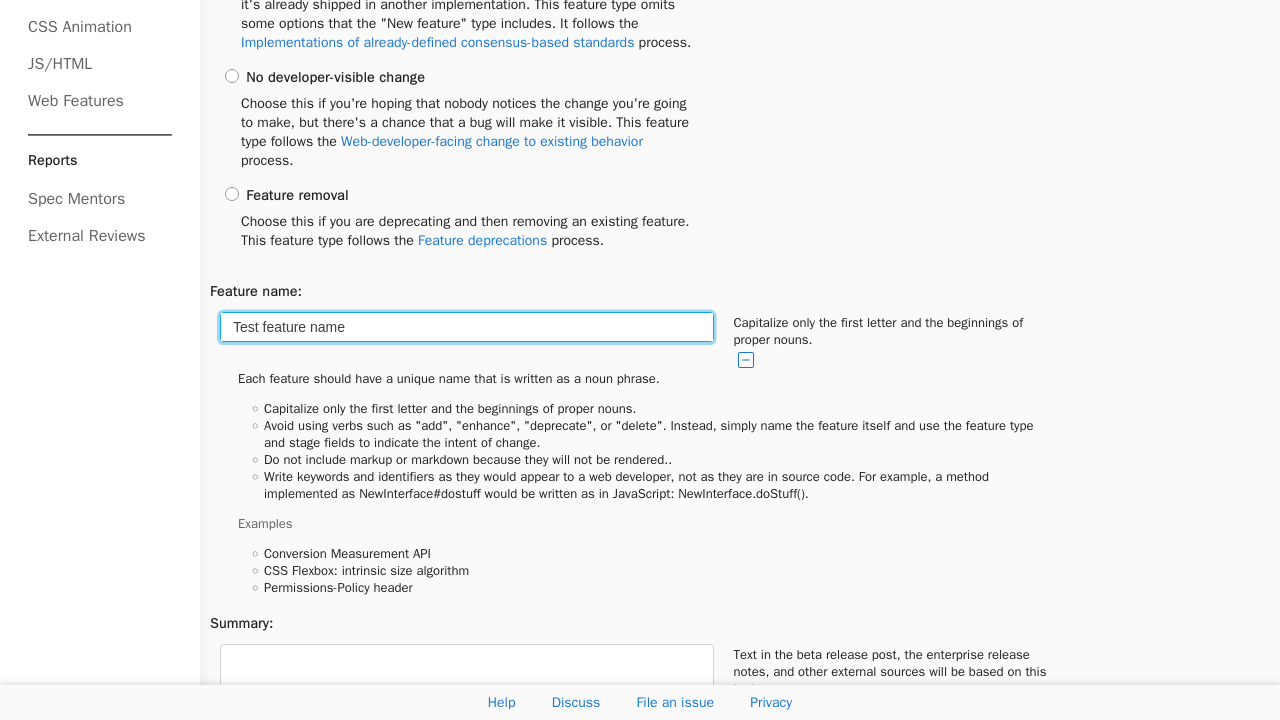 CSS Animation
JS/HTML
Web Features
Reports
Spec Mentors
External Reviews
it's already shipped in another implementation. This feature type omits
some options that the "New feature" type includes. It follows the
Implementations of already-defined consensus-based standards process.
No developer-visible change
Choose this if you're hoping that nobody notices the change you're going
to make, but there's a chance that a bug will make it visible. This feature
type follows the Web-developer-facing change to existing behavior
process.
Feature removal
Choose this if you are deprecating and then removing an existing feature.
This feature type follows the Feature deprecations process.
Feature name:
Test feature name
Capitalize only the first letter and the beginnings of
proper nouns.
Each feature should have a unique name that is written as a noun phrase.
Capitalize only the first letter and the beginnings of proper nouns.
Avoid using verbs such as "add", "enhance", "deprecate", or "delete". Instead, simply name the feature itself and use the feature type
and stage fields to indicate the intent of change.
Do not include markup or markdown because they will not be rendered..
Write keywords and identifiers as they would appear to a web developer, not as they are in source code. For example, a method
implemented as NewInterface#dostuff would be written as in JavaScript: NewInterface.doStuff().
Examples
Conversion Measurement API
CSS Flexbox: intrinsic size algorithm
Permissions-Policy header
Summary:
Text in the beta release post, the enterprise release
notes, and other external sources will be based on this
Help
Discuss
File an issue
Privacy